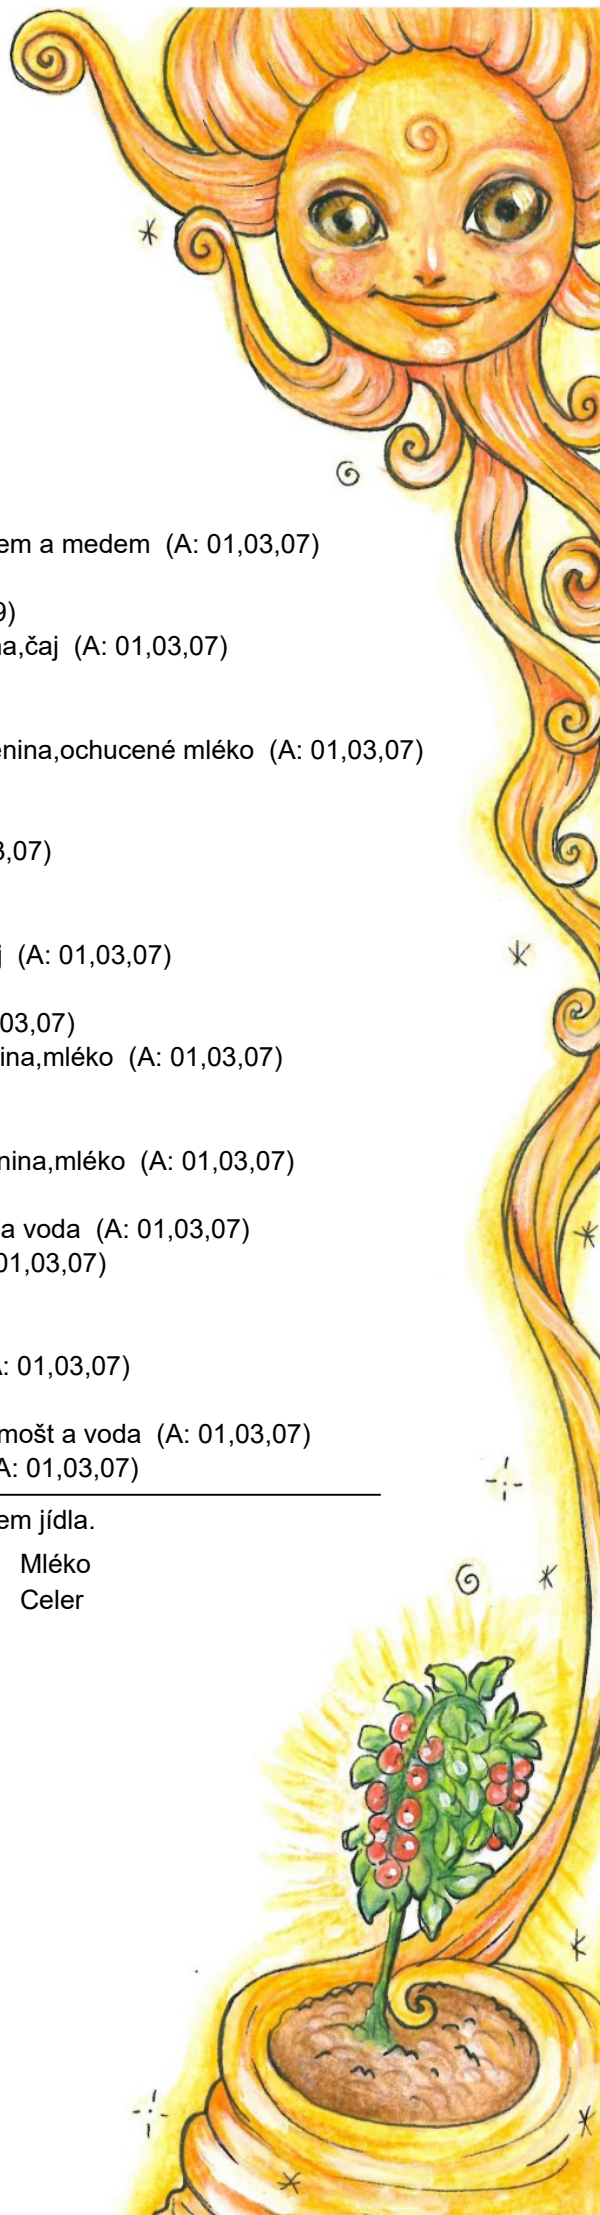 em a medem (A: 01,03,07)
9)
na,čaj (A: 01,03,07)
enina,ochucené mléko (A: 01,03,07)
3,07)
j (A: 01,03,07)
03,07)
ina,mléko (A: 01,03,07)
nina,mléko (A: 01,03,07)
a voda (A: 01,03,07)
01,03,07)
A: 01,03,07)
mošt a voda (A: 01,03,07)
A: 01,03,07)
em jídla.
Mléko
Celer